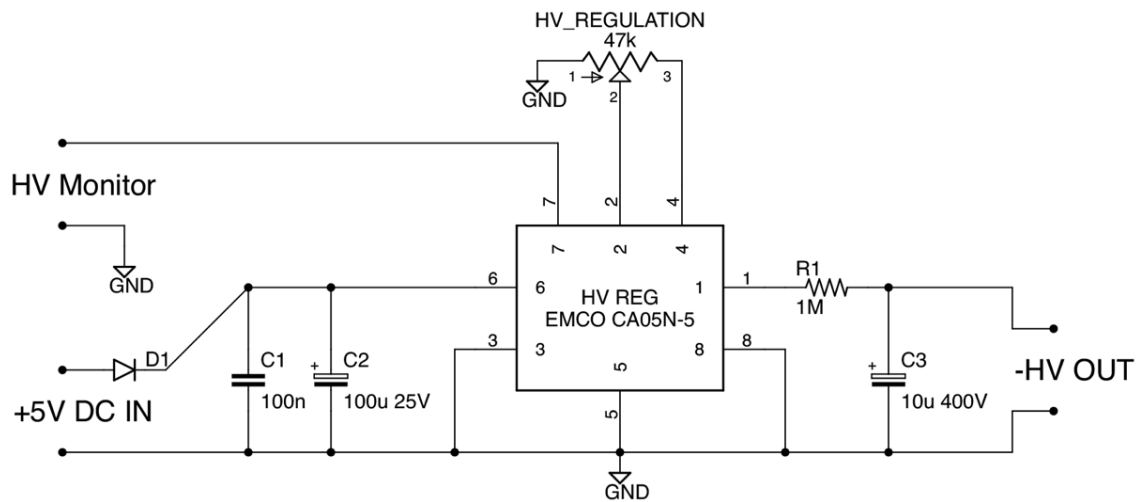 HV_REGULATION
47k
1
3
GND
2
HV Monitor
7
2
4
GND
7
2
4
6
6
HV REG
1
1
R1
1M
EMCO CA05N-5
3
3
8
8
D1
C1
+
C2
5
+
C3
-HV OUT
+5V DC IN
100n
100u 25V
10u 400V
5
GND